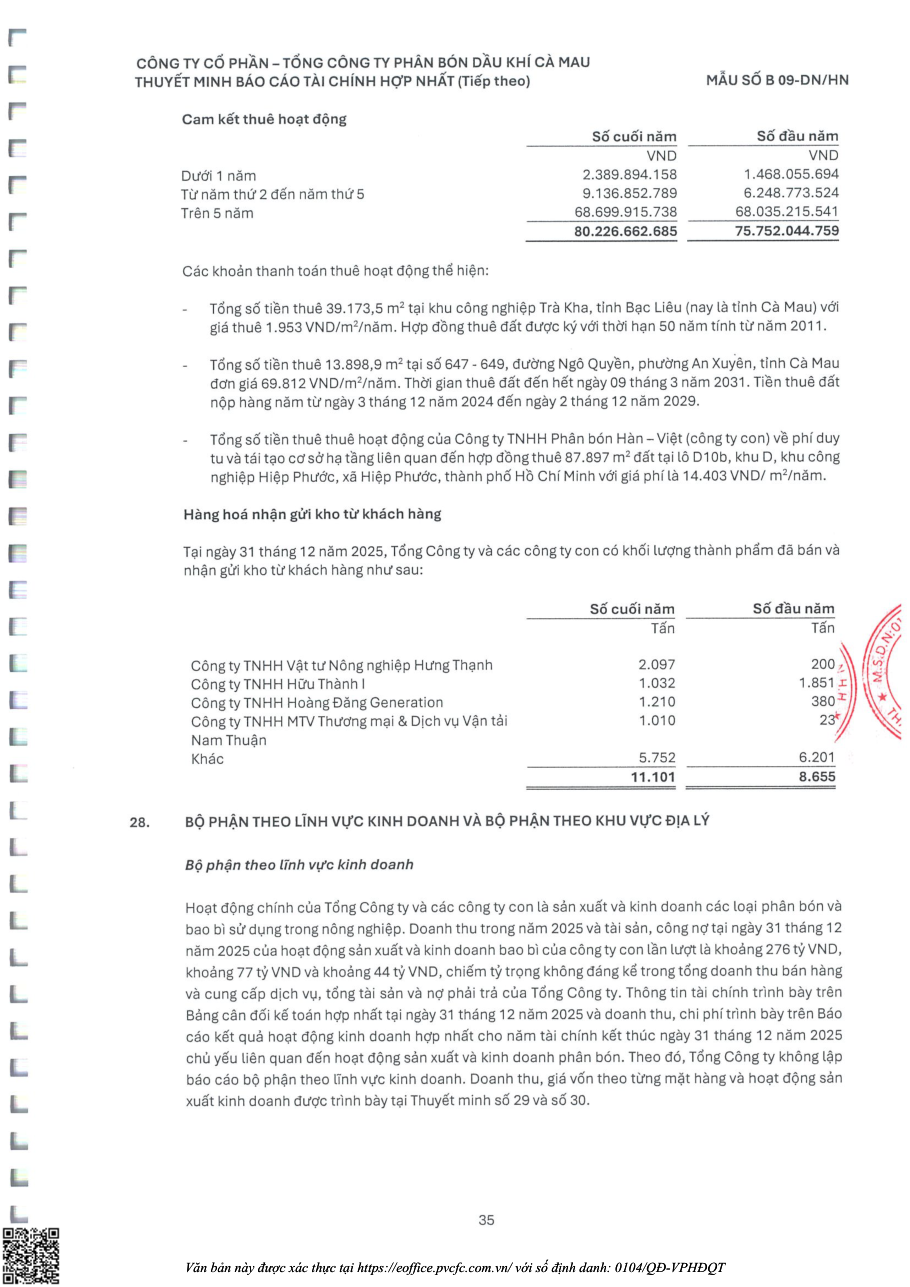 CÔNG TY CỔ PHẦN – TỔNG CÔNG TY PHÂN BÓN DẦU KHÍ CÀ MAU
THUYẾT MINH BÁO CÁO TÀI CHÍNH HỢP NHẤT (Tiếp theo) MẪU SỐ B 09-DN/HN
Cam kết thuê hoạt động
Số cuối năm Số đầu năm
VND VND
Dưới 1 năm 2.389.894.158 1.468.055.694
Từ năm thứ 2 đến năm thứ 5 9.136.852.789 6.248.773.524
Trên 5 năm 68.699.915.738 68.035.215.541
80.226.662.685 75.752.044.759
Các khoản thanh toán thuê hoạt động thể hiện:
- Tổng số tiền thuê 39.173,5 m² tại khu công nghiệp Trà Kha, tỉnh Bạc Liêu (nay là tỉnh Cà Mau) với
giá thuê 1.953 VND/m²/năm. Hợp đồng thuê đất được ký với thời hạn 50 năm tính từ năm 2011.
- Tổng số tiền thuê 13.898,9 m² tại số 647 - 649, đường Ngô Quyền, phường An Xuyên, tỉnh Cà Mau
đơn giá 69.812 VND/m²/năm. Thời gian thuê đất đến hết ngày 09 tháng 3 năm 2031. Tiền thuê đất
nộp hàng năm từ ngày 3 tháng 12 năm 2024 đến ngày 2 tháng 12 năm 2029.
- Tổng số tiền thuê thuê hoạt động của Công ty TNHH Phân bón Hàn – Việt (công ty con) về phí duy
tu và tái tạo cơ sở hạ tầng liên quan đến hợp đồng thuê 87.897 m² đất tại lô D10b, khu D, khu công
nghiệp Hiệp Phước, xã Hiệp Phước, thành phố Hồ Chí Minh với giá phí là 14.403 VND/ m²/năm.
Hàng hoá nhận gửi kho từ khách hàng
Tại ngày 31 tháng 12 năm 2025, Tổng Công ty và các công ty con có khối lượng thành phẩm đã bán và
nhận gửi kho từ khách hàng như sau:
Số cuối năm Số đầu năm
Tấn Tấn
Công ty TNHH Vật tư Nông nghiệp Hưng Thạnh 2.097 200
Công ty TNHH Hữu Thành I 1.032 1.851
Công ty TNHH Hoàng Đăng Generation 1.210 380
Công ty TNHH MTV Thương mại & Dịch vụ Vận tải 1.010 23
Nam Thuận
Khác 5.752 6.201
11.101 8.655
28. BỘ PHẬN THEO LĨNH VỰC KINH DOANH VÀ BỘ PHẬN THEO KHU VỰC ĐỊA LÝ
Bộ phận theo lĩnh vực kinh doanh
Hoạt động chính của Tổng Công ty và các công ty con là sản xuất và kinh doanh các loại phân bón và
bao bì sử dụng trong nông nghiệp. Doanh thu trong năm 2025 và tài sản, công nợ tại ngày 31 tháng 12
năm 2025 của hoạt động sản xuất và kinh doanh bao bì của công ty con lần lượt là khoảng 276 tỷ VND,
khoảng 77 tỷ VND và khoảng 44 tỷ VND, chiếm tỷ trọng không đáng kể trong tổng doanh thu bán hàng
và cung cấp dịch vụ, tổng tài sản và nợ phải trả của Tổng Công ty. Thông tin tài chính trình bày trên
Bảng cân đối kế toán hợp nhất tại ngày 31 tháng 12 năm 2025 và doanh thu, chi phí trình bày trên Báo
cáo kết quả hoạt động kinh doanh hợp nhất cho năm tài chính kết thúc ngày 31 tháng 12 năm 2025
chủ yếu liên quan đến hoạt động sản xuất và kinh doanh phân bón. Theo đó, Tổng Công ty không lập
báo cáo bộ phận theo lĩnh vực kinh doanh. Doanh thu, giá vốn theo từng mặt hàng và hoạt động sản
xuất kinh doanh được trình bày tại Thuyết minh số 29 và số 30.
M.S.D.N:
35
Văn bản này được xác thực tại https://eoffice.pvcfc.com.vn/ với số định danh: 0104/QĐ-VPHĐQT